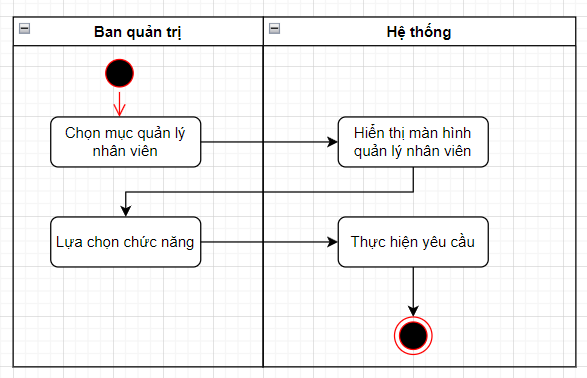 Ban quản trị
Hệ thống
Chọn mục quản lý
nhân viên
Hiển thị màn hình
quản lý nhân viên
Lựa chọn chức năng
Thực hiện yêu cầu